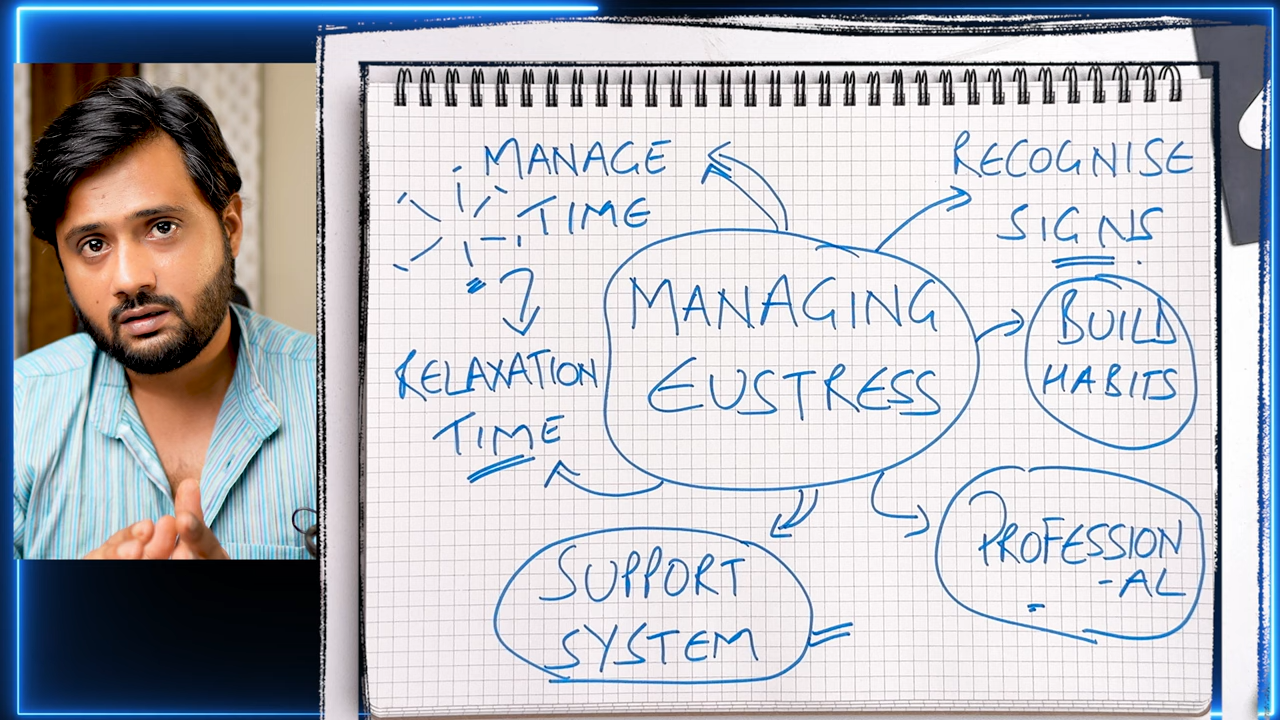 MANAGE
TIME
RELAXATION
TIME
MANAGING
EUSTRESS
RECOGNISE
SIGNS
BUILD
HABITS
PROFESSION
-AL
SUPPORT
SYSTEM